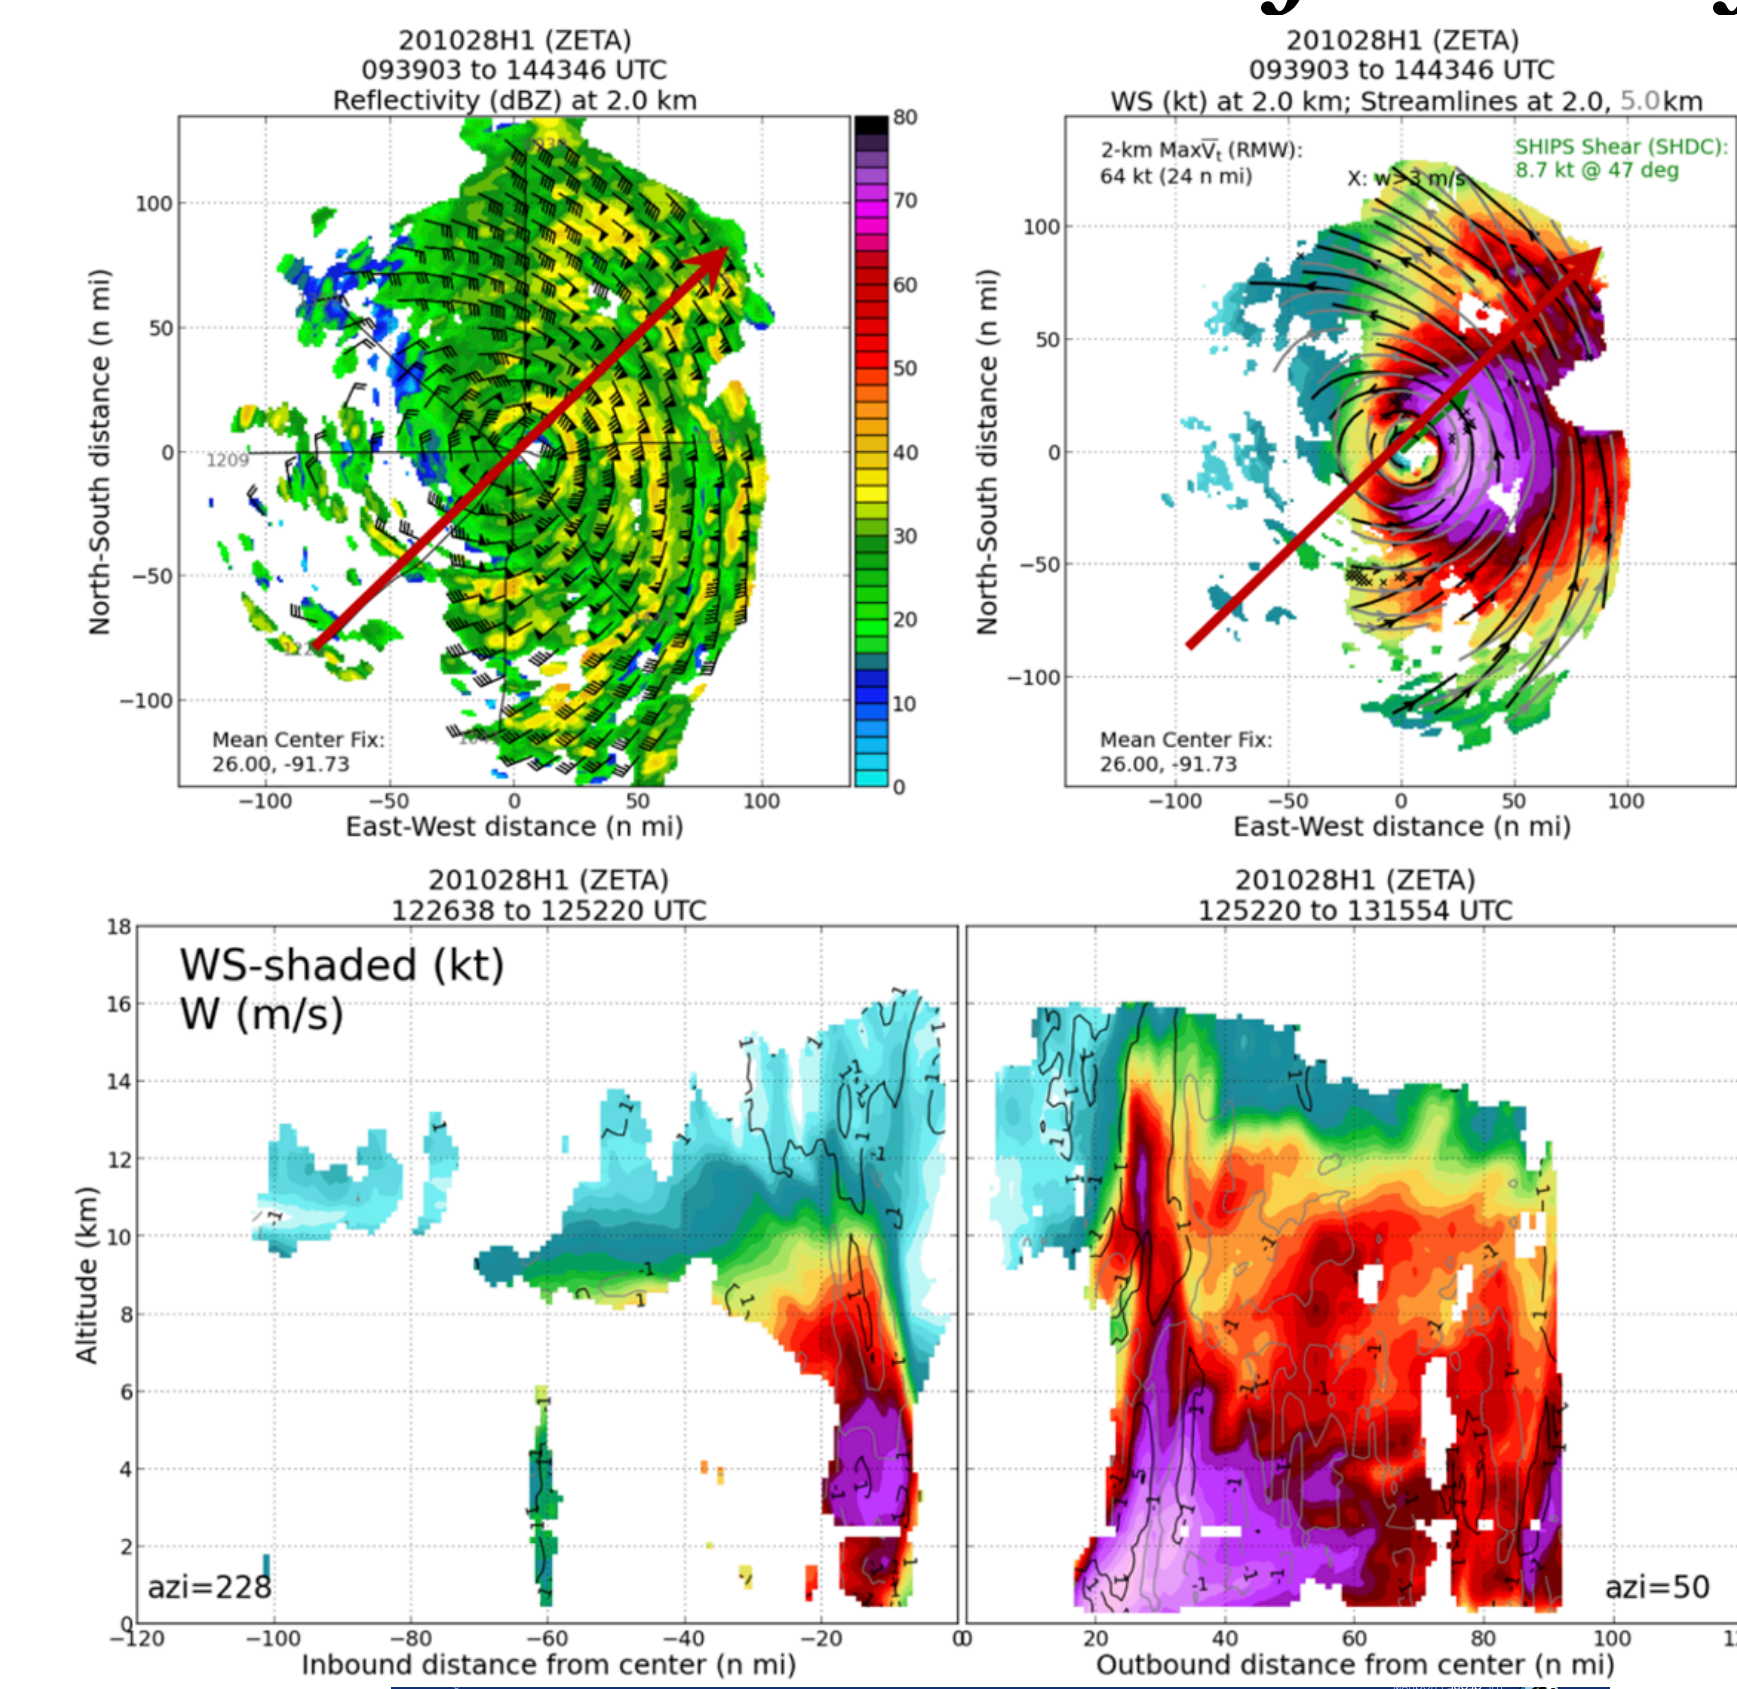 201028H1 (ZETA)
093903 to 144346 UTC
Reflectivity (dBZ) at 2.0 km
80
70
60
50
40
30
20
10
0
100
50
0
−50
−100
North-South distance (n mi)
1209
Mean Center Fix:
26.00, -91.73
−100
−50
0
50
100
East-West distance (n mi)
201028H1 (ZETA)
093903 to 144346 UTC
WS (kt) at 2.0 km; Streamlines at 2.0, 5.0km
2-km MaxV̅t (RMW):
64 kt (24 n mi)
X: w>3 m/s
SHIPS Shear (SHDC):
8.7 kt @ 47 deg
100
50
0
−50
−100
North-South distance (n mi)
Mean Center Fix:
26.00, -91.73
−100
−50
0
50
100
East-West distance (n mi)
201028H1 (ZETA)
122638 to 125220 UTC
WS-shaded (kt)
W (m/s)
18
16
14
12
10
8
6
4
2
0
Altitude (km)
azi=228
−120
−100
−80
−60
−40
−20
0
Inbound distance from center (n mi)
201028H1 (ZETA)
125220 to 131554 UTC
azi=50
0
20
40
60
80
100
Outbound distance from center (n mi)